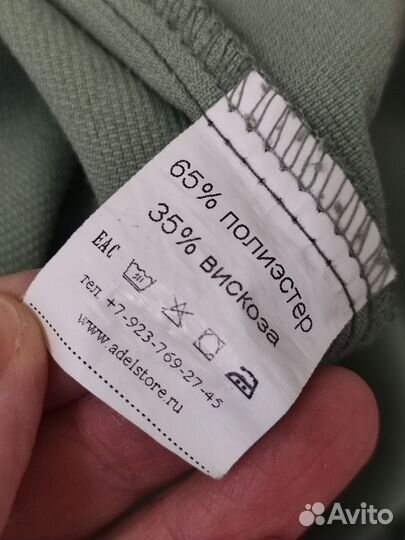 65% полиэстер
35% вискоза
EAC
тел +7-923-769-27-45
www.adelstore.ru
Avito